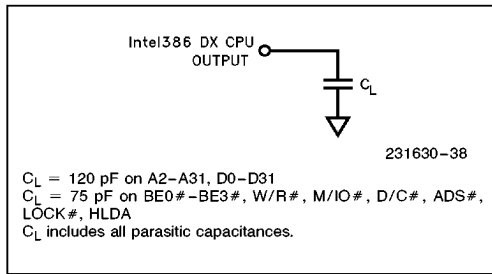 Intel386 DX CPU
OUTPUT
CL
231630-38
CL = 120 pF on A2-A31, D0-D31
CL = 75 pF on BE0#-BE3#, W/R#, M/IO#, D/C#, ADS#,
LOCK#, HLDA
CL includes all parasitic capacitances.